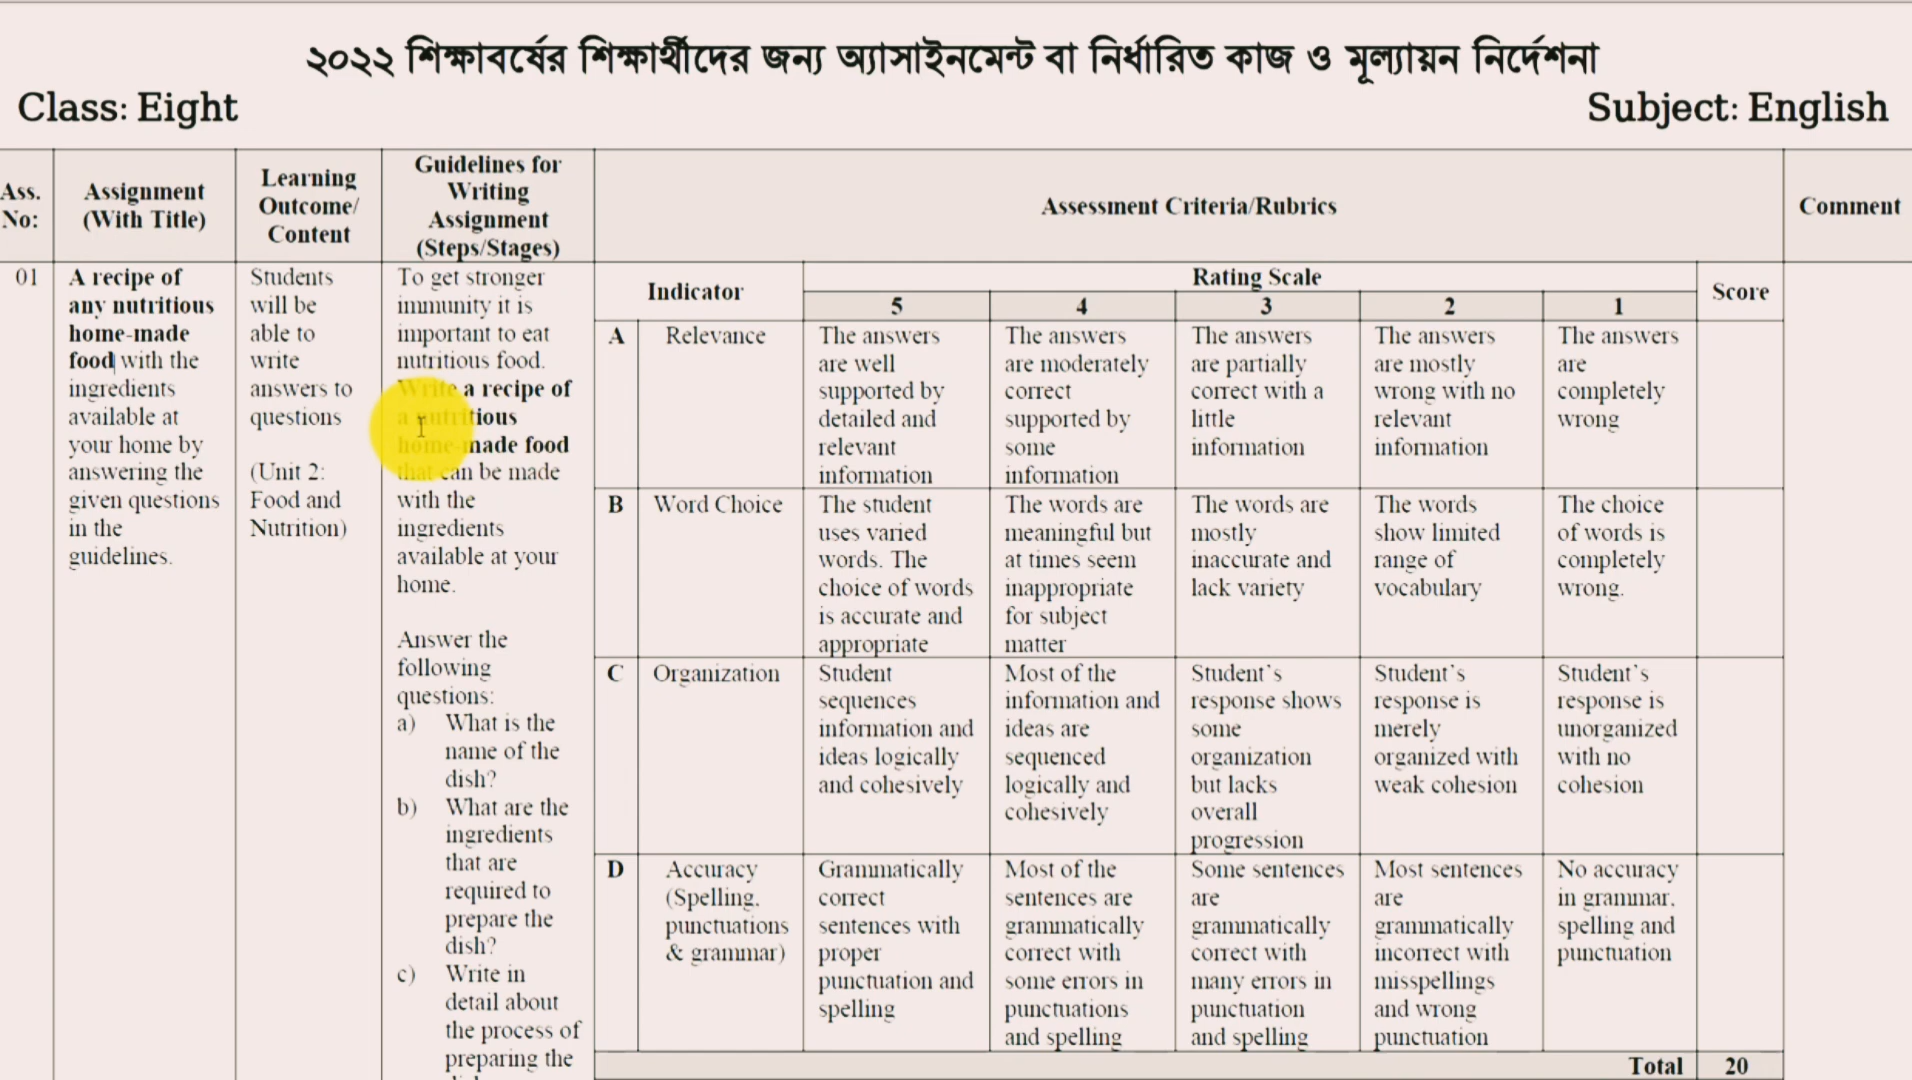 ২০২২ শিক্ষাবর্ষের শিক্ষার্থীদের জন্য অ্যাসাইনমেন্ট বা নির্ধারিত কাজ ও মূল্যায়ন নির্দেশনা
Class: Eight
Subject: English
Ass.
No:
Assignment
(With Title)
Learning
Outcome/
Content
Guidelines for
Writing
Assignment
(Steps/Stages)
Assessment Criteria/Rubrics
Comment
01
A recipe of
any nutritious
home-made
food with the
ingredients
available at
your home by
answering the
given questions
in the
guidelines.
Students
will be
able to
write
answers to
questions
(Unit 2:
Food and
Nutrition)
To get stronger
immunity it is
important to eat
nutritious food.
Write a recipe of
a nutritious
home-made food
that can be made
with the
ingredients
available at your
home.
Answer the
following
questions:
a) What is the
name of the
dish?
b) What are the
ingredients
that are
required to
prepare the
dish?
c) Write in
detail about
the process of
preparing the
Indicator
Rating Scale
Score
5
4
3
2
1
A
Relevance
The answers
are well
supported by
detailed and
relevant
information
The answers
are moderately
correct
supported by
some
information
The answers
are partially
correct with a
little
information
The answers
are mostly
wrong with no
relevant
information
The answers
are
completely
wrong
B
Word Choice
The student
uses varied
words. The
choice of words
is accurate and
appropriate
The words are
meaningful but
at times seem
inappropriate
for subject
matter
The words are
mostly
inaccurate and
lack variety
The words
show limited
range of
vocabulary
The choice
of words is
completely
wrong.
C
Organization
Student
sequences
information and
ideas logically
and cohesively
Most of the
information and
ideas are
sequenced
logically and
cohesively
Student`s
response shows
some
organization
but lacks
overall
progression
Student`s
response is
merely
organized with
weak cohesion
Student`s
response is
unorganized
with no
cohesion
D
Accuracy
(Spelling,
punctuations
& grammar)
Grammatically
correct
sentences with
proper
punctuation and
spelling
Most of the
sentences are
grammatically
correct with
some errors in
punctuations
and spelling
Some sentences
are
grammatically
correct with
many errors in
punctuation
and spelling
Most sentences
are
grammatically
incorrect with
misspellings
and wrong
punctuation
No accuracy
in grammar,
spelling and
punctuation
Total
20